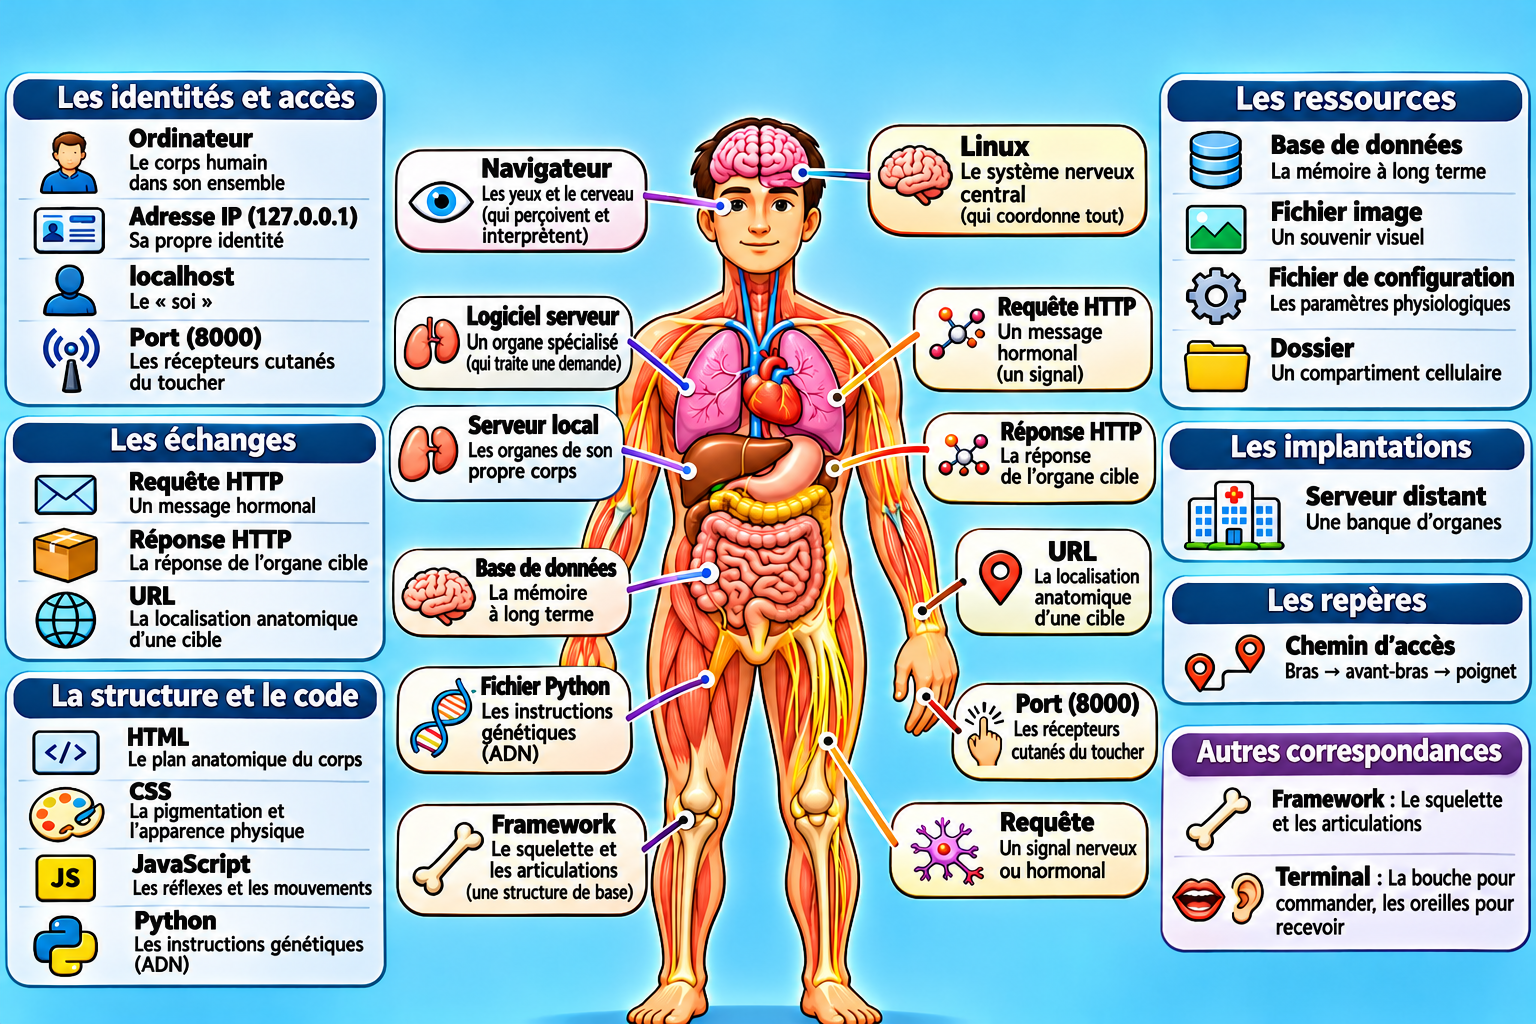 Les identités et accès
Ordinateur
Le corps humain
dans son ensemble
Adresse IP (127.0.0.1)
Sa propre identité
localhost
Le « soi »
Port (8000)
Les récepteurs cutanés
du toucher
Les échanges
Requête HTTP
Un message hormonal
Réponse HTTP
La réponse de l'organe cible
URL
La localisation anatomique
d'une cible
La structure et le code
</>
HTML
Le plan anatomique du corps
CSS
La pigmentation et
l'apparence physique
JS
JavaScript
Les réflexes et les mouvements
Python
Les instructions génétiques
(ADN)
Navigateur
Les yeux et le cerveau
(qui perçoivent et
interprètent)
Logiciel serveur
Un organe spécialisé
(qui traite une demande)
Serveur local
Les organes de son
propre corps
Base de données
La mémoire
à long terme
Fichier Python
Les instructions
génétiques
(ADN)
Framework
Le squelette et
les articulations
(une structure de base)
Linux
Le système nerveux
central
(qui coordonne tout)
Requête HTTP
Un message
hormonal
(un signal)
Réponse HTTP
La réponse
de l'organe cible
URL
La localisation
anatomique
d'une cible
Port (8000)
Les récepteurs
cutanés du toucher
Requête
Un signal nerveux
ou hormonal
Les ressources
Base de données
La mémoire à long terme
Fichier image
Un souvenir visuel
Fichier de configuration
Les paramètres physiologiques
Dossier
Un compartiment cellulaire
Les implantations
Serveur distant
Une banque d'organes
Les repères
Chemin d'accès
Bras → avant-bras → poignet
Autres correspondances
Framework : Le squelette
et les articulations
Terminal : La bouche pour
commander, les oreilles pour
recevoir